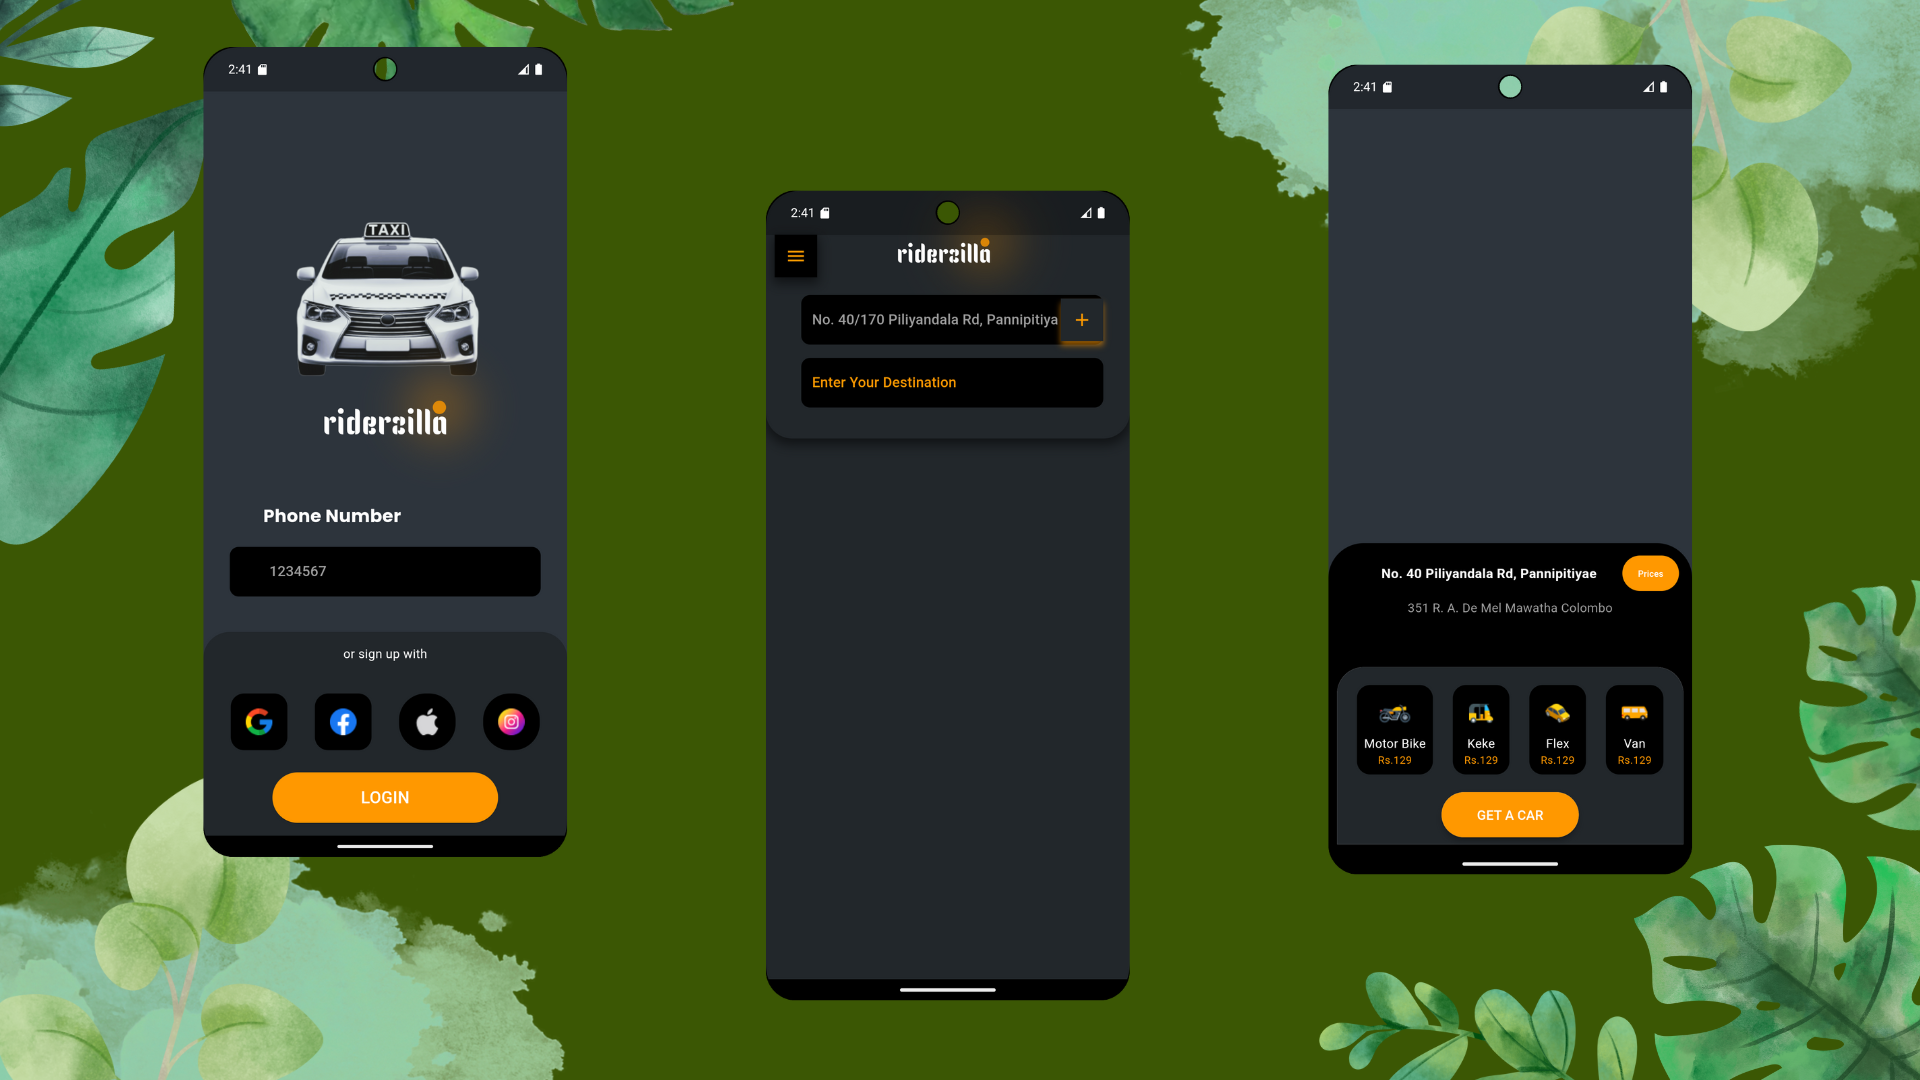 2:41
TAXI
riderzilla
Phone Number
1234567
or sign up with
LOGIN
2:41
riderzilla
No. 40/170 Piliyandala Rd, Pannipitiya
+
Enter Your Destination
2:41
No. 40 Piliyandala Rd, Pannipitiyae
Prices
351 R. A. De Mel Mawatha Colombo
Motor Bike Keke Flex Van
Rs.129 Rs.129 Rs.129 Rs.129
GET A CAR